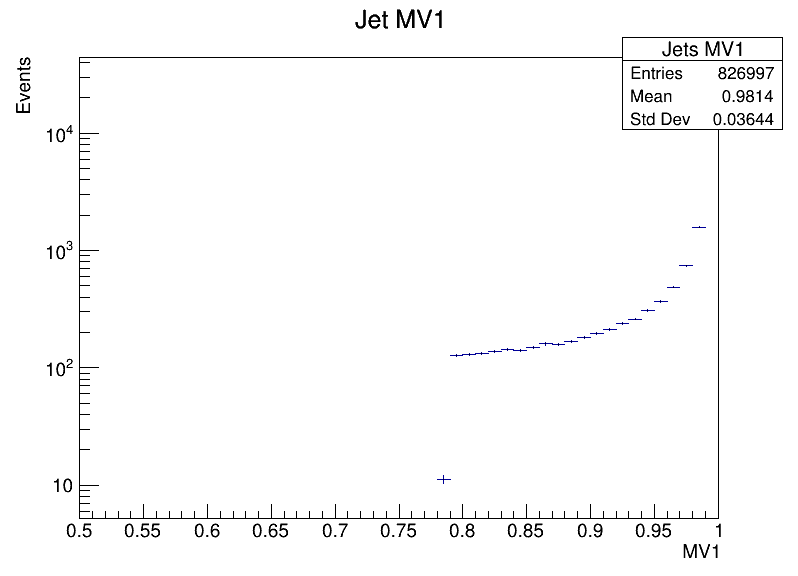 Jet MV1
Jets MV1
Entries 826997
Mean 0.9814
Std Dev 0.03644
Events
10^4
10^3
10^2
10
0.5 0.55 0.6 0.65 0.7 0.75 0.8 0.85 0.9 0.95 1
MV1